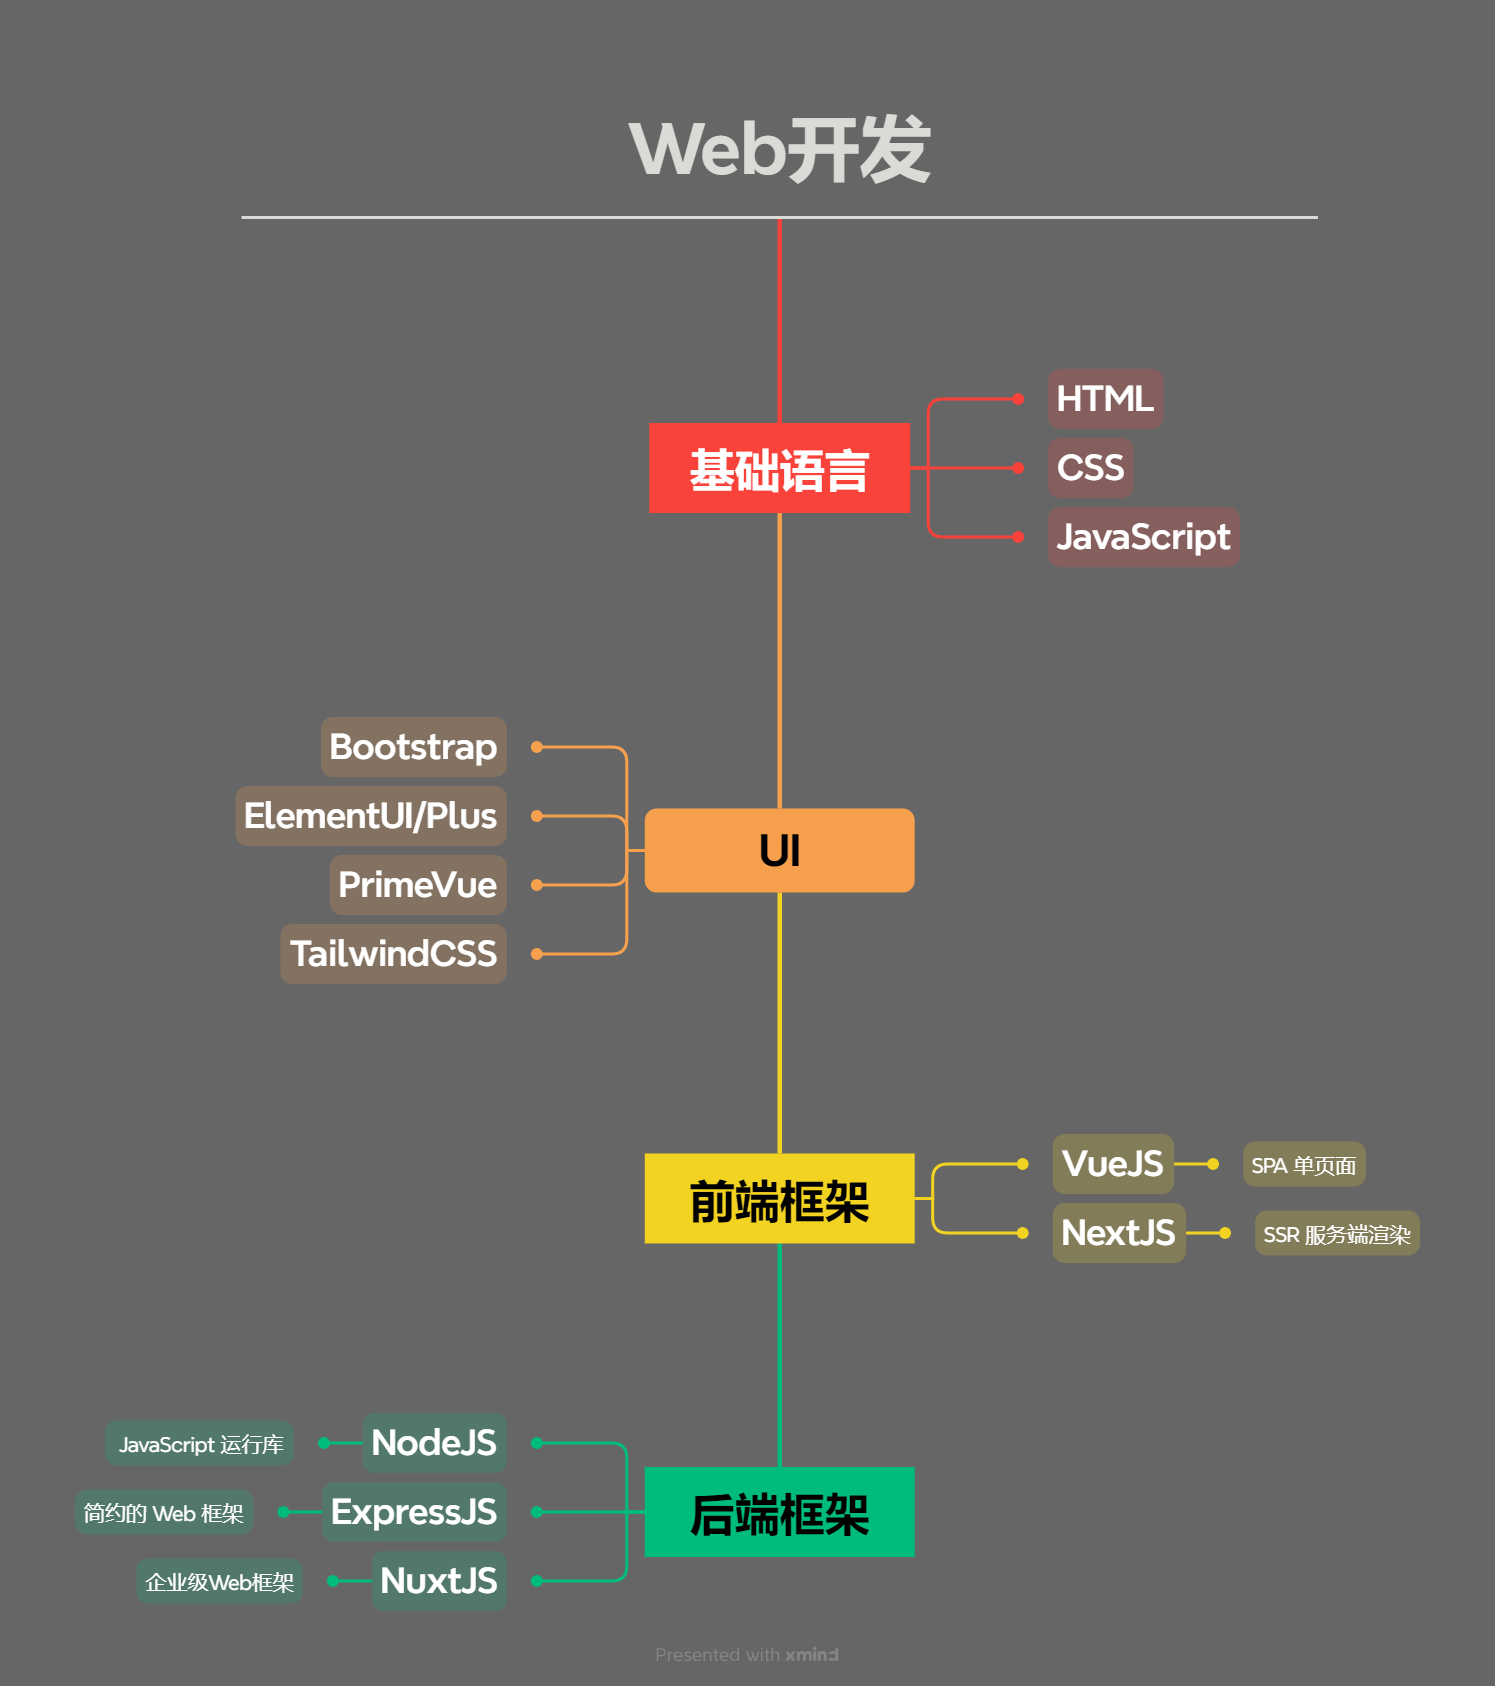 Web开发
基础语言
HTML
CSS
JavaScript
UI
Bootstrap
ElementUI/Plus
PrimeVue
TailwindCSS
前端框架
VueJS
SPA 单页面
NextJS
SSR 服务端渲染
后端框架
NodeJS
JavaScript 运行库
ExpressJS
简约的 Web 框架
NuxtJS
企业级Web框架
Presented with xmind